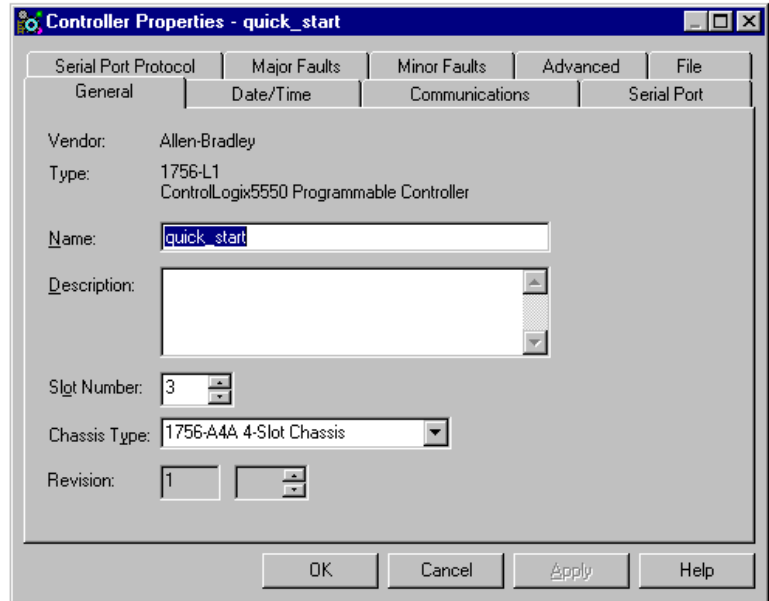 Controller Properties - quick_start
Serial Port Protocol Major Faults Minor Faults Advanced File
General Date/Time Communications Serial Port
Vendor: Allen-Bradley
Type: 1756-L1
ControlLogix5550 Programmable Controller
Name: quick_start
Description:
Slot Number: 3
Chassis Type: 1756-A4A 4-Slot Chassis
Revision: 1
OK Cancel Apply Help